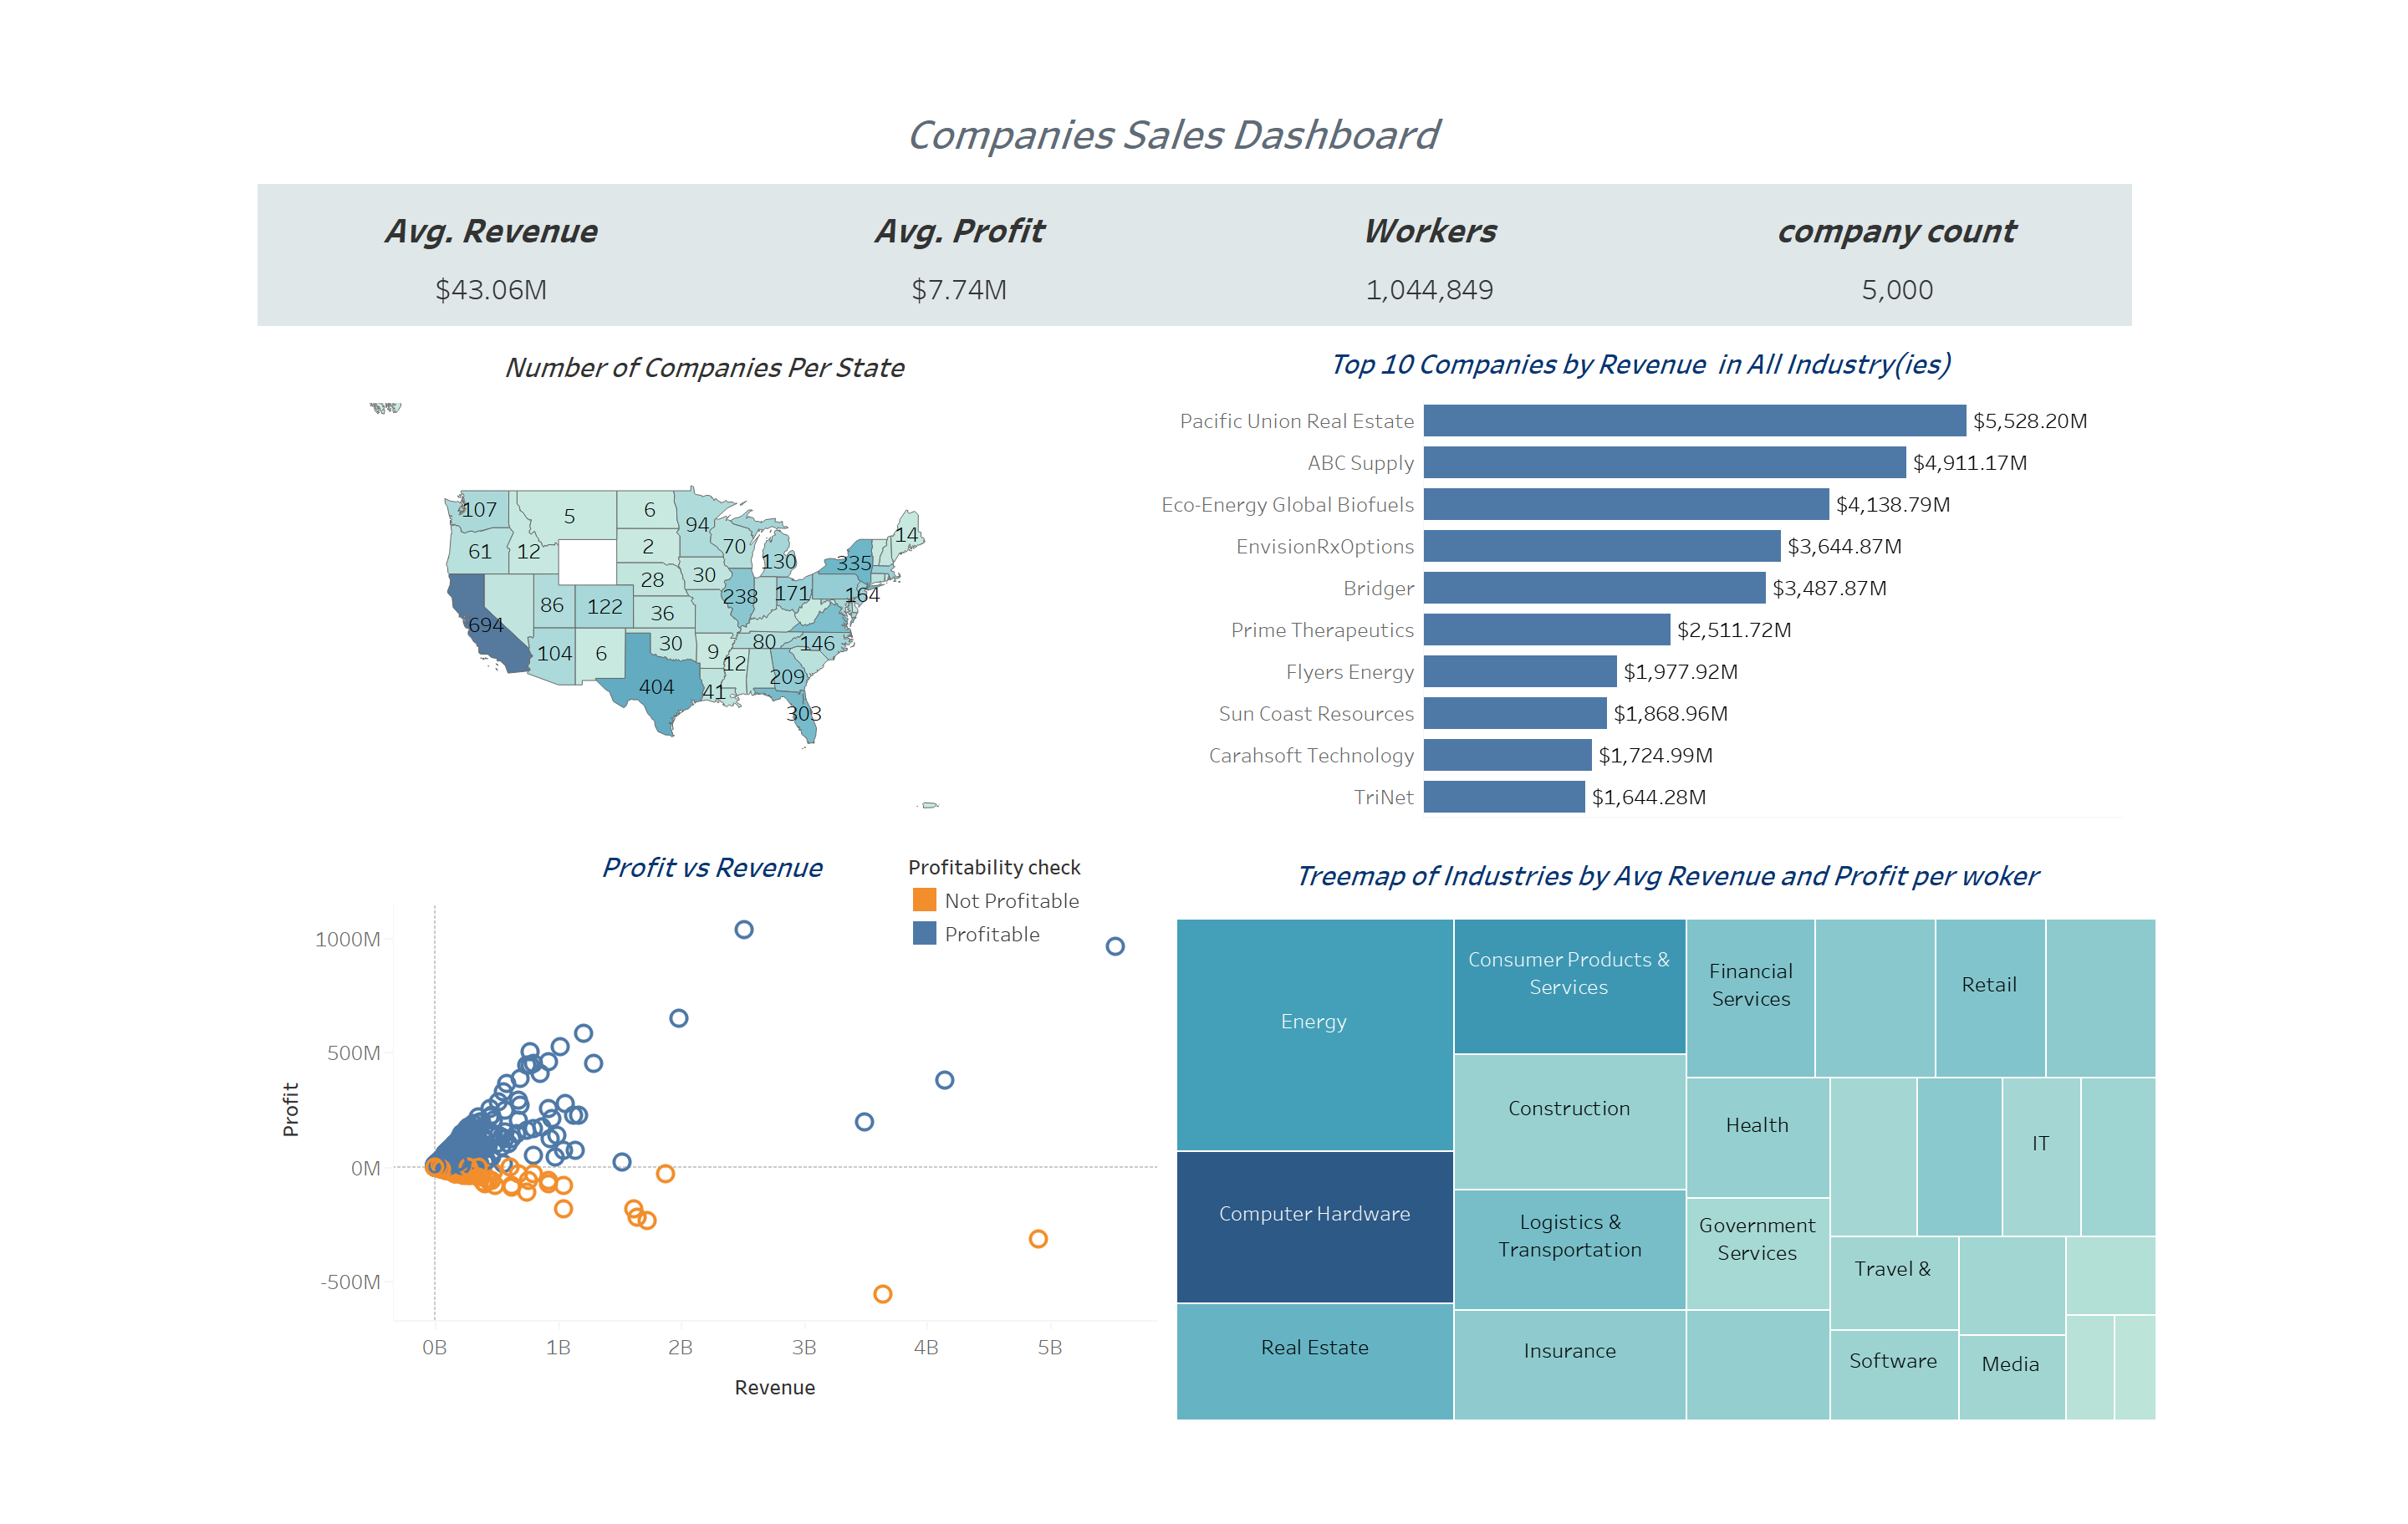 Companies Sales Dashboard
Avg. Revenue
Avg. Profit
Workers
company count
$43.06M
$7.74M
1,044,849
5,000
Number of Companies Per State
107
5
6
94
14
61
12
2
70
130
335
28
30
86
122
36
238
171
164
694
104
6
30
9
80
146
12
404
41
209
303
Top 10 Companies by Revenue in All Industry(ies)
Pacific Union Real Estate $5,528.20M
ABC Supply $4,911.17M
Eco-Energy Global Biofuels $4,138.79M
EnvisionRxOptions $3,644.87M
Bridger $3,487.87M
Prime Therapeutics $2,511.72M
Flyers Energy $1,977.92M
Sun Coast Resources $1,868.96M
Carahsoft Technology $1,724.99M
TriNet $1,644.28M
Profit vs Revenue
Profitability check
Not Profitable
Profitable
1000M
500M
0M
-500M
Profit
0B 1B 2B 3B 4B 5B
Revenue
Treemap of Industries by Avg Revenue and Profit per woker
Energy
Computer Hardware
Real Estate
Consumer Products &
Services
Construction
Logistics &
Transportation
Insurance
Financial
Services
Retail
Health
Government
Services
IT
Travel &
Software
Media